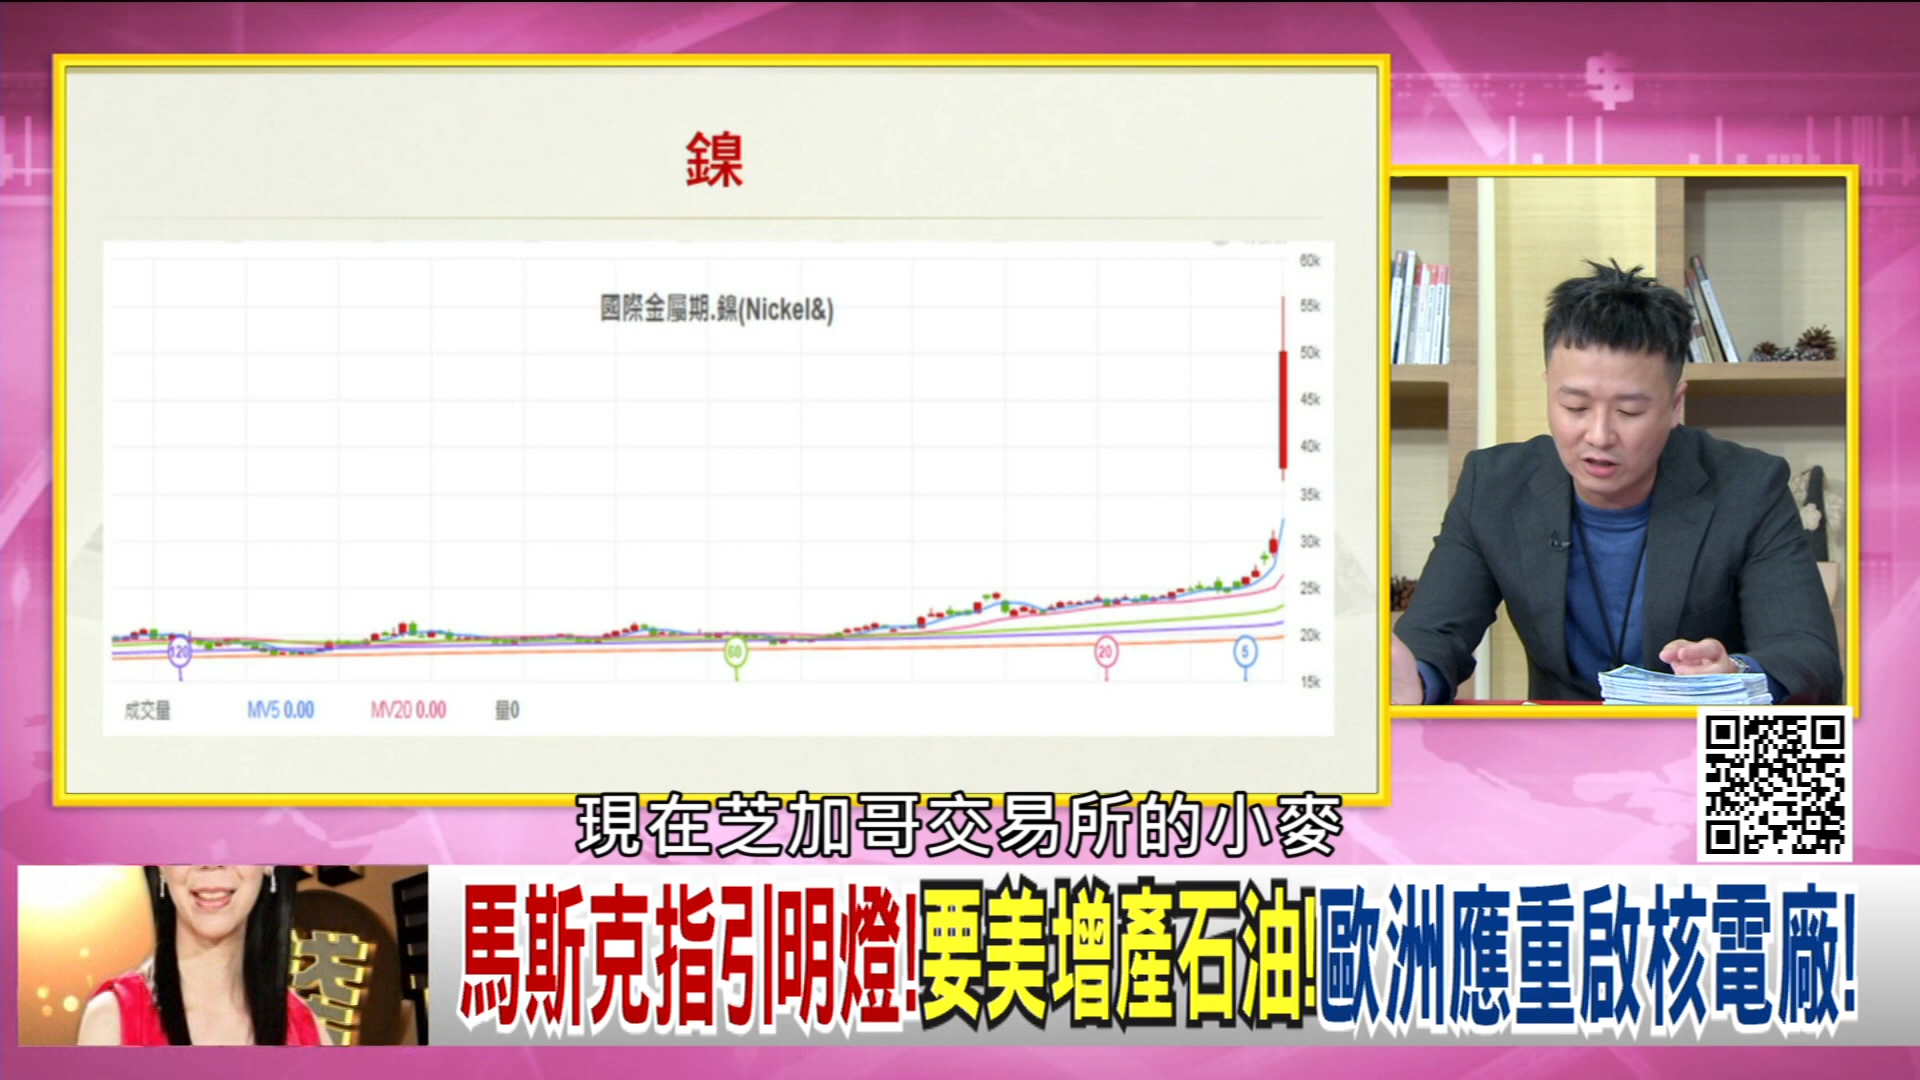 鎳
國際金屬期.鎳(Nickel&)
60k
55k
50k
45k
40k
35k
30k
25k
20k
15k
120
60
20
5
成交量 MV5 0.00 MV20 0.00 量0
現在芝加哥交易所的小麥
馬斯克指引明燈!要美增產石油!歐洲應重啟核電廠!